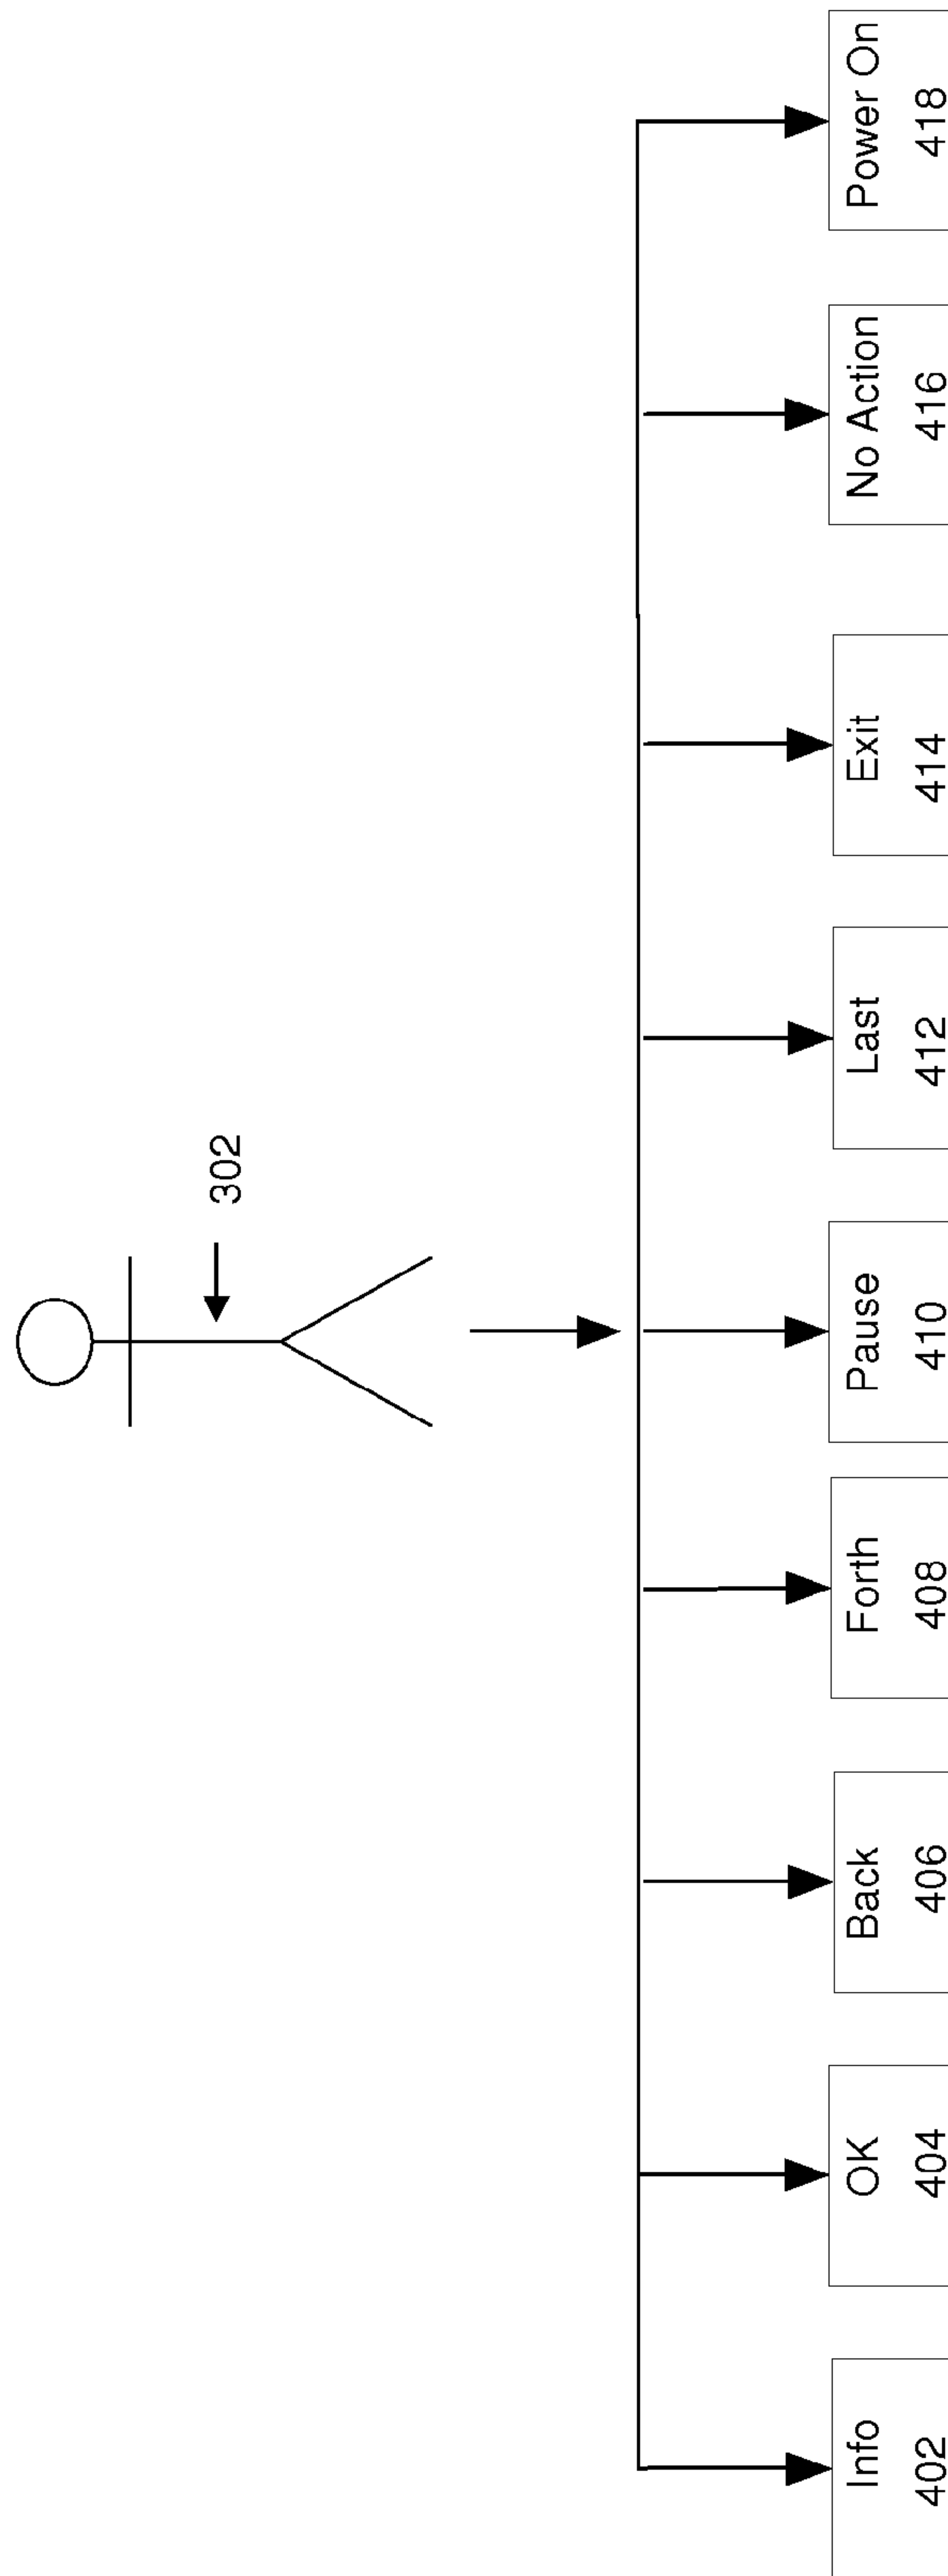 302
Info
402
OK
404
Back
406
Forth
408
Pause
410
Last
412
Exit
414
No Action
416
Power On
418